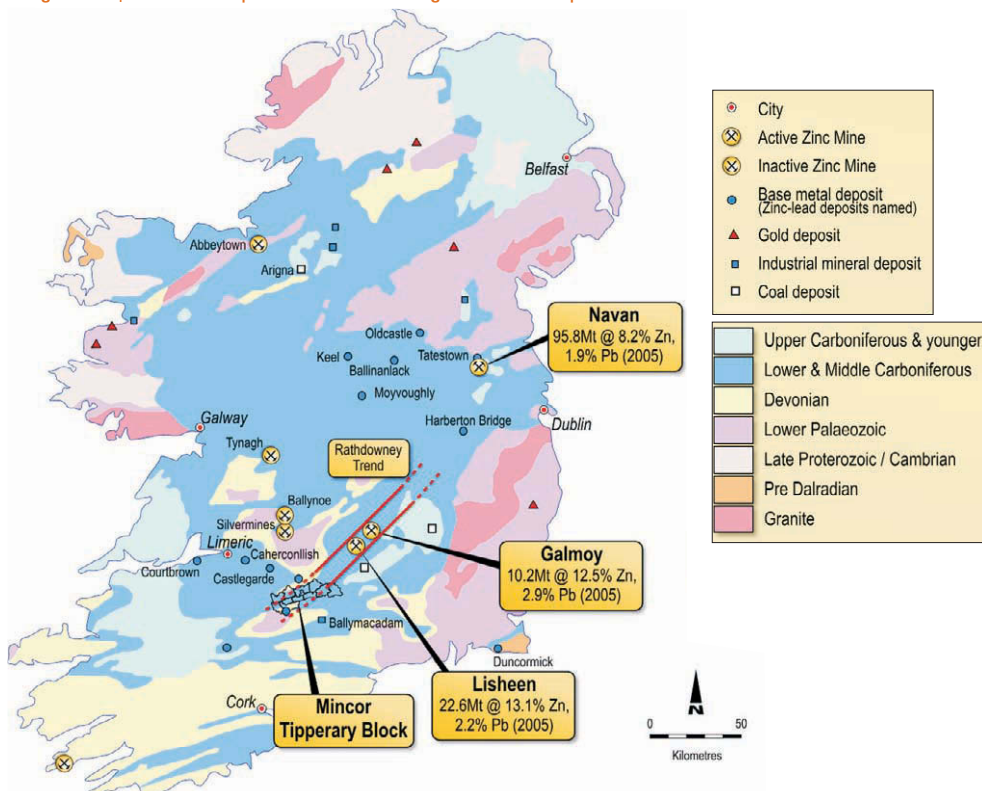 Belfast
Abbeytown
Arigna
Oldcastle
Keel
Ballinanlack
Tatestown
Moyvoughly
Navan
95.8Mt @ 8.2% Zn,
1.9% Pb (2005)
Harberton Bridge
Dublin
Galway
Tynagh
Rathdowney
Trend
Ballynoe
Silvermines
Limeric
Caherconllish
Courtbrown
Castlegarde
Galmoy
10.2Mt @ 12.5% Zn,
2.9% Pb (2005)
Ballymacadam
Duncormick
Lisheen
22.6Mt @ 13.1% Zn,
2.2% Pb (2005)
Mincor
Tipperary Block
Cork
N
0 50
Kilometres
City
Active Zinc Mine
Inactive Zinc Mine
Base metal deposit
(Zinc-lead deposits named)
Gold deposit
Industrial mineral deposit
Coal deposit
Upper Carboniferous & younger
Lower & Middle Carboniferous
Devonian
Lower Palaeozoic
Late Proterozoic / Cambrian
Pre Dalradian
Granite